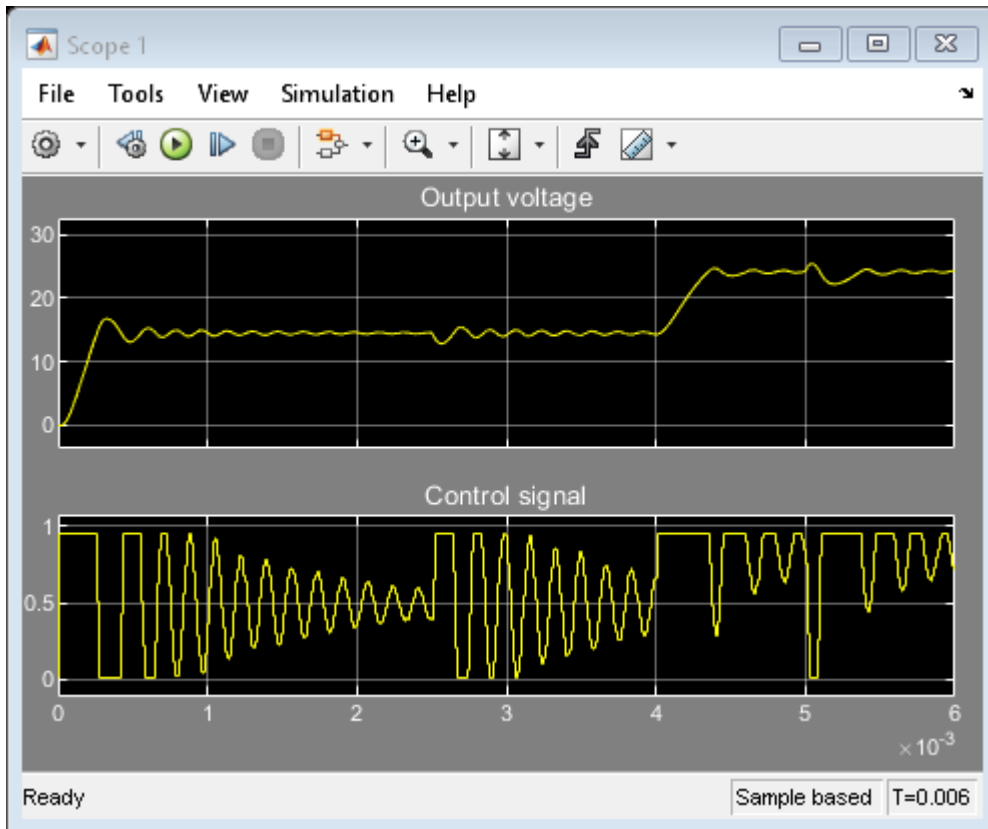 Scope 1
File Tools View Simulation Help
Output voltage
30
20
10
0
Control signal
1
0.5
0
0 1 2 3 4 5 6
×10-3
Ready Sample based T=0.006